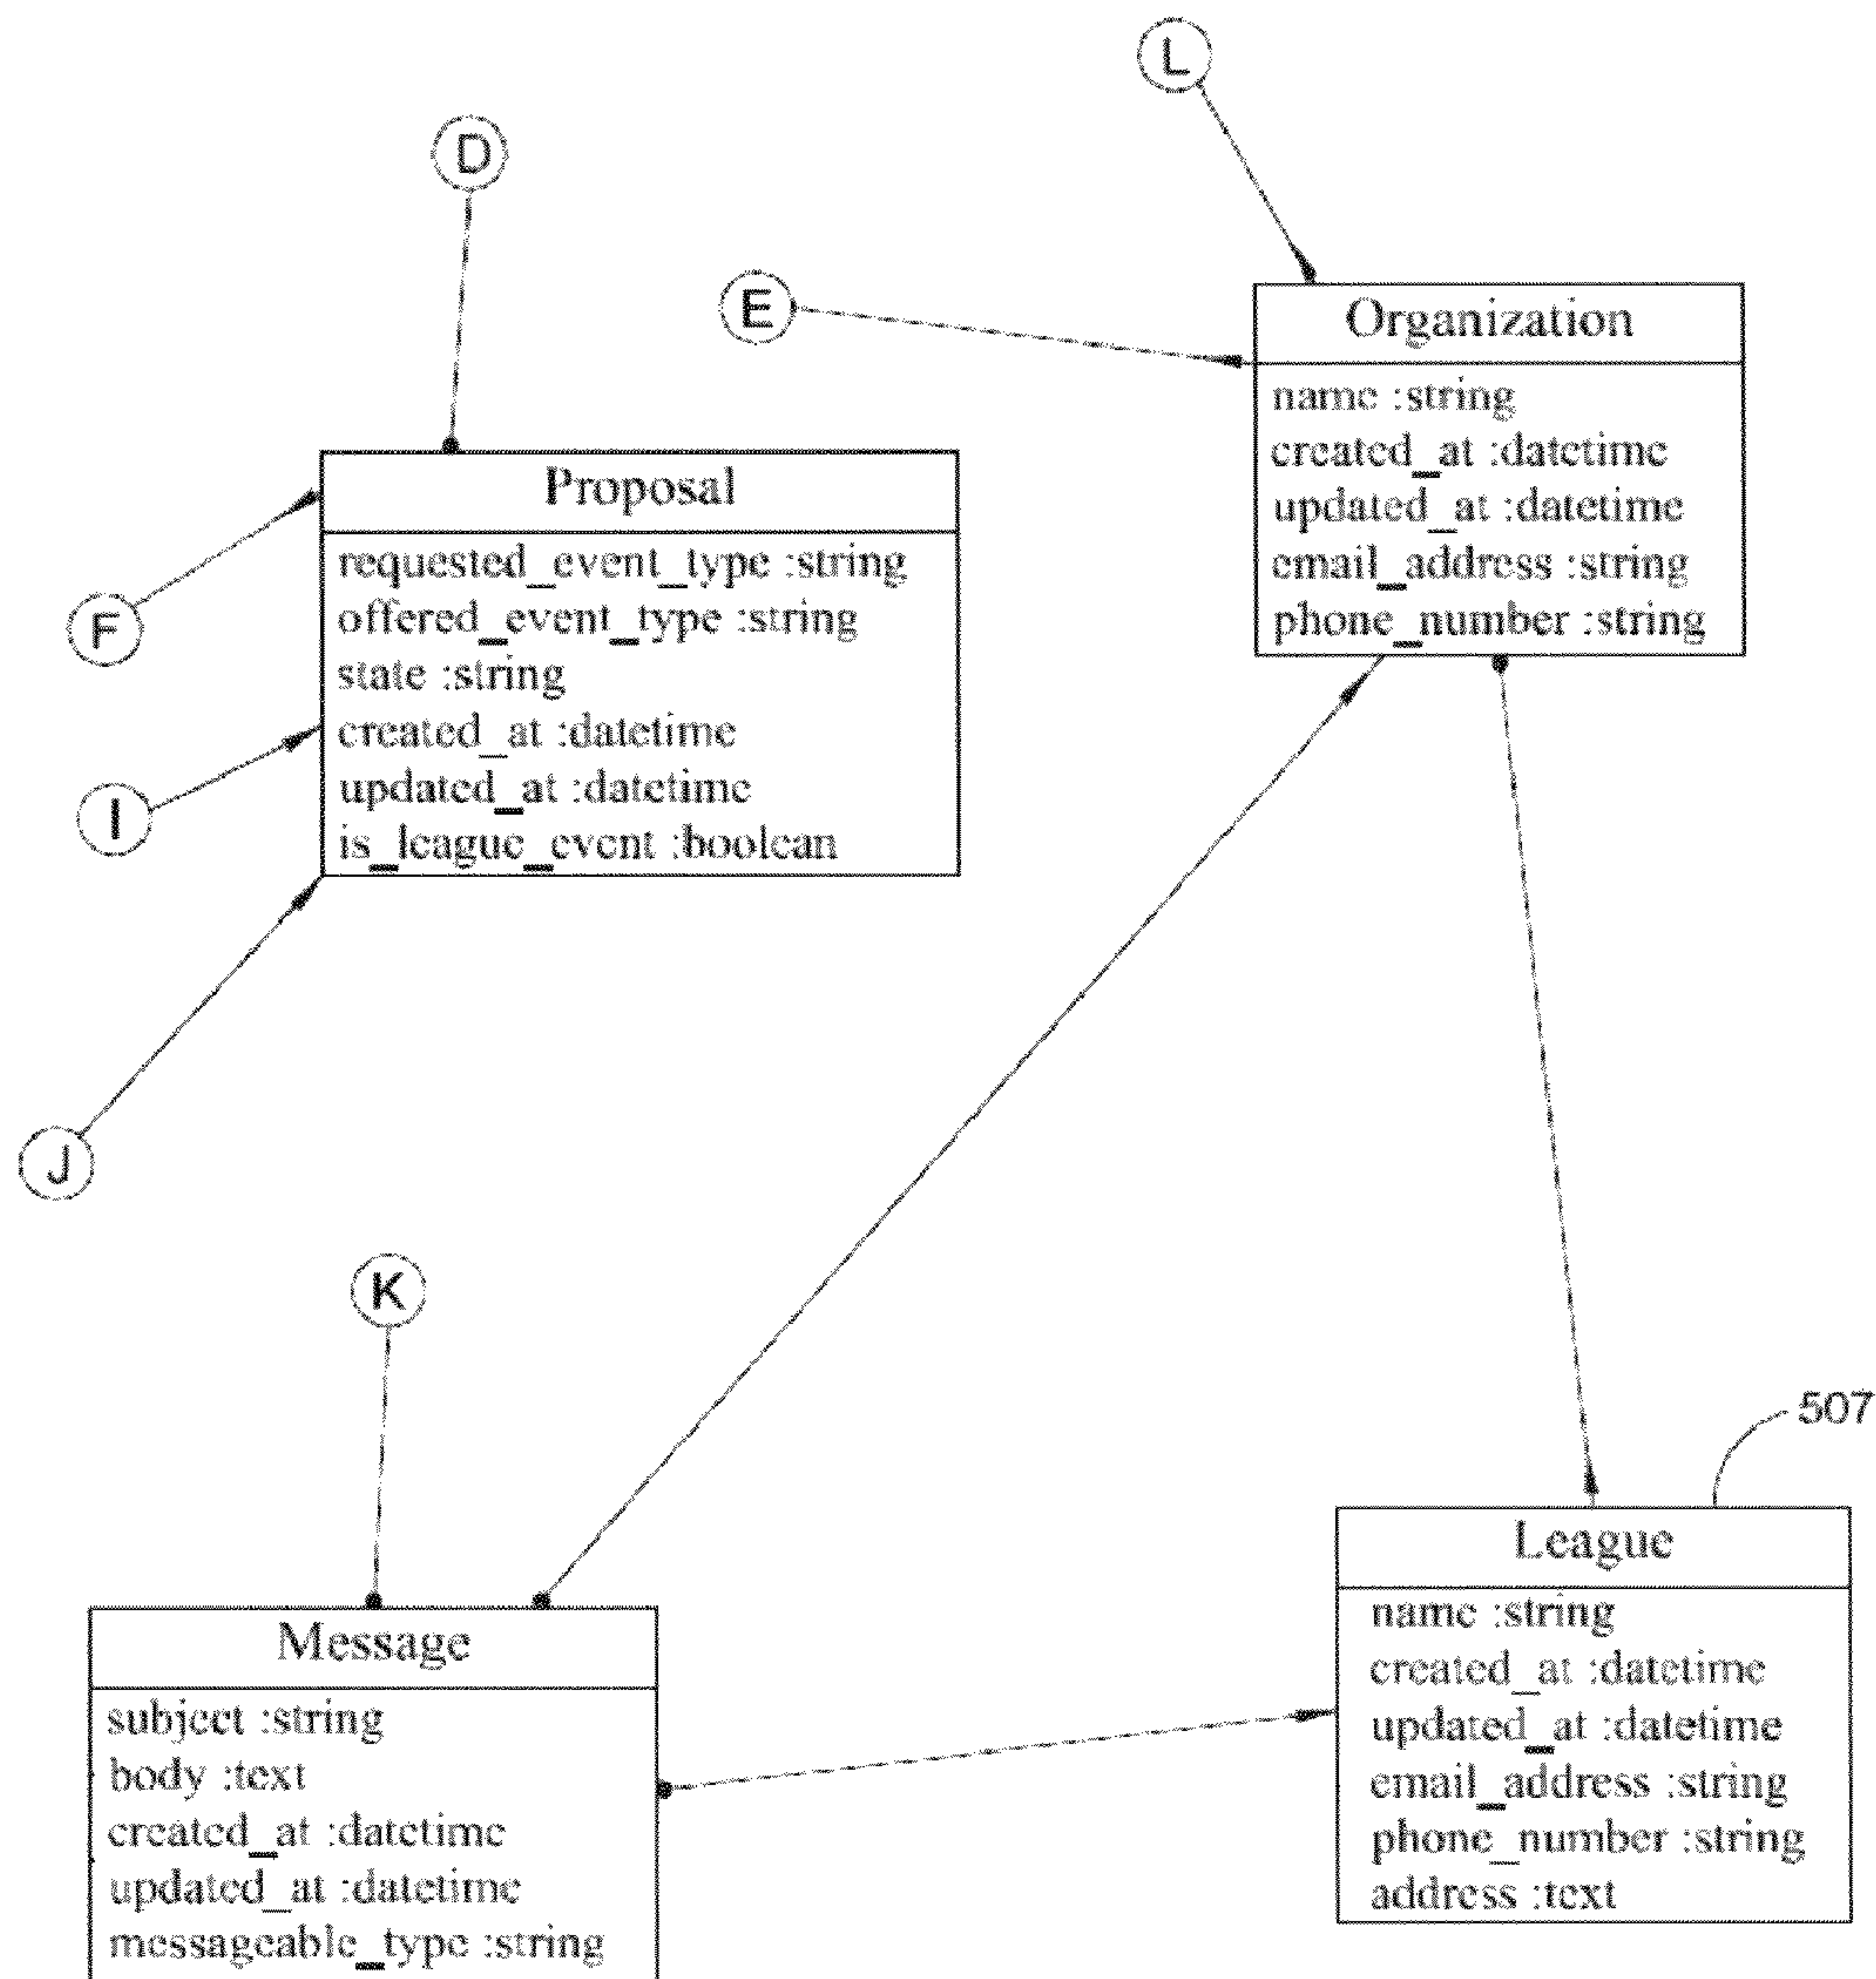 L
D
E
Organization
name :string
created_at :datetime
updated_at :datetime
email_address :string
phone_number :string
Proposal
requested_event_type :string
offered_event_type :string
state :string
created_at :datetime
updated_at :datetime
is_league_event :boolean
F
I
J
K
507
League
name :string
created_at :datetime
updated_at :datetime
email_address :string
phone_number :string
address :text
Message
subject :string
body :text
created_at :datetime
updated_at :datetime
messageable_type :string